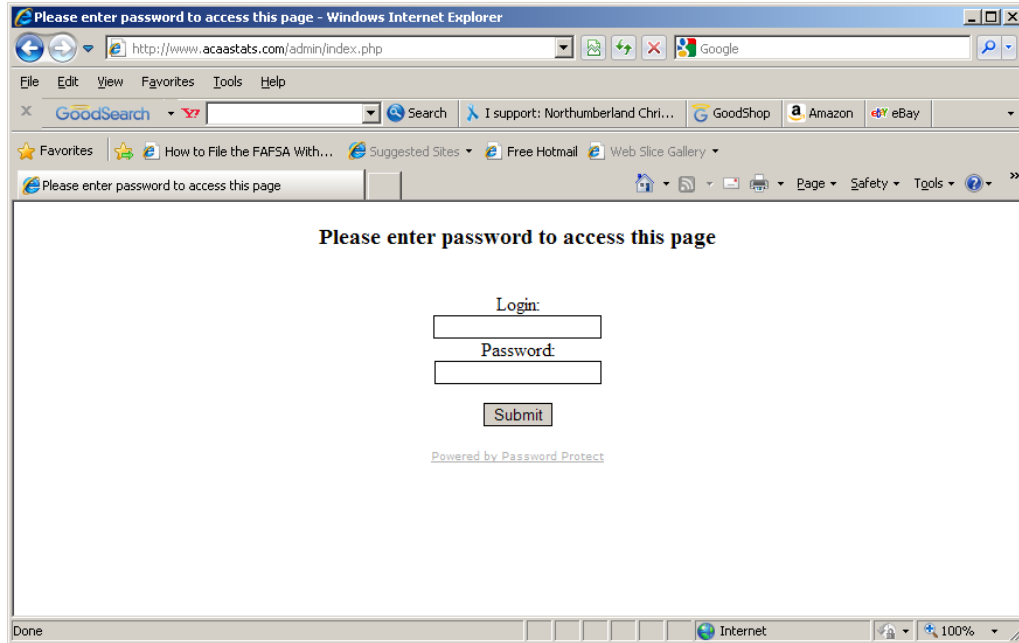 Please enter password to access this page - Windows Internet Explorer
http://www.acaastats.com/admin/index.php Google
File Edit View Favorites Tools Help
x GoodSearch Y? Search I support: Northumberland Chri... GoodShop Amazon eBay
Favorites How to File the FAFSA With... Suggested Sites Free Hotmail Web Slice Gallery
Please enter password to access this page Page Safety Tools »
Please enter password to access this page
Login:
Password:
Submit
Powered by Password Protect
Done Internet 100%